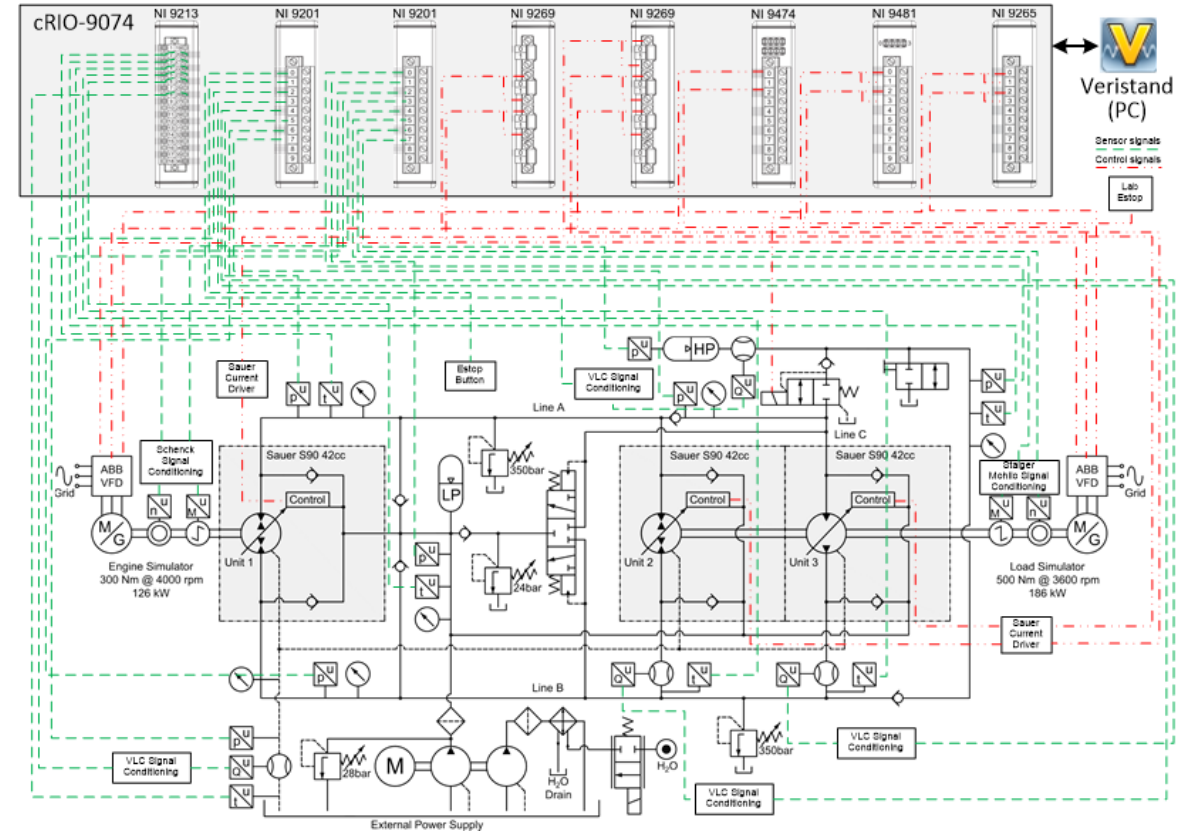 cRIO-9074
NI 9213
NI 9201
NI 9201
NI 9269
NI 9269
NI 9474
NI 9481
NI 9265
Veristand
(PC)
Sensor signals
Control signals
Lab
Estop
Sauer
Current
Driver
Estop
Button
VLC Signal
Conditioning
HP
Line A
Line C
Schenck
Signal
Conditioning
Sauer S90 42cc
Sauer S90 42cc
Sauer S90 42cc
350bar
LP
Staiger
Mohilo Signal
Conditioning
ABB
VFD
Grid
ABB
VFD
Grid
Control
Control
Control
M/G
M/G
Unit 1
Unit 2
Unit 3
24bar
Engine Simulator
300 Nm @ 4000 rpm
126 kW
Load Simulator
500 Nm @ 3600 rpm
186 kW
Sauer
Current
Driver
Line B
VLC Signal
Conditioning
28bar
M
H2O
Drain
H2O
350bar
VLC Signal
Conditioning
VLC Signal
Conditioning
External Power Supply